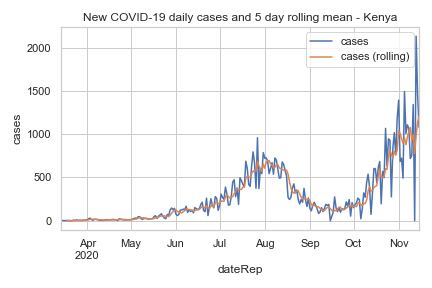 New COVID-19 daily cases and 5 day rolling mean - Kenya
cases
cases (rolling)
cases
2000
1500
1000
500
0
Apr
2020
May
Jun
Jul
Aug
Sep
Oct
Nov
dateRep